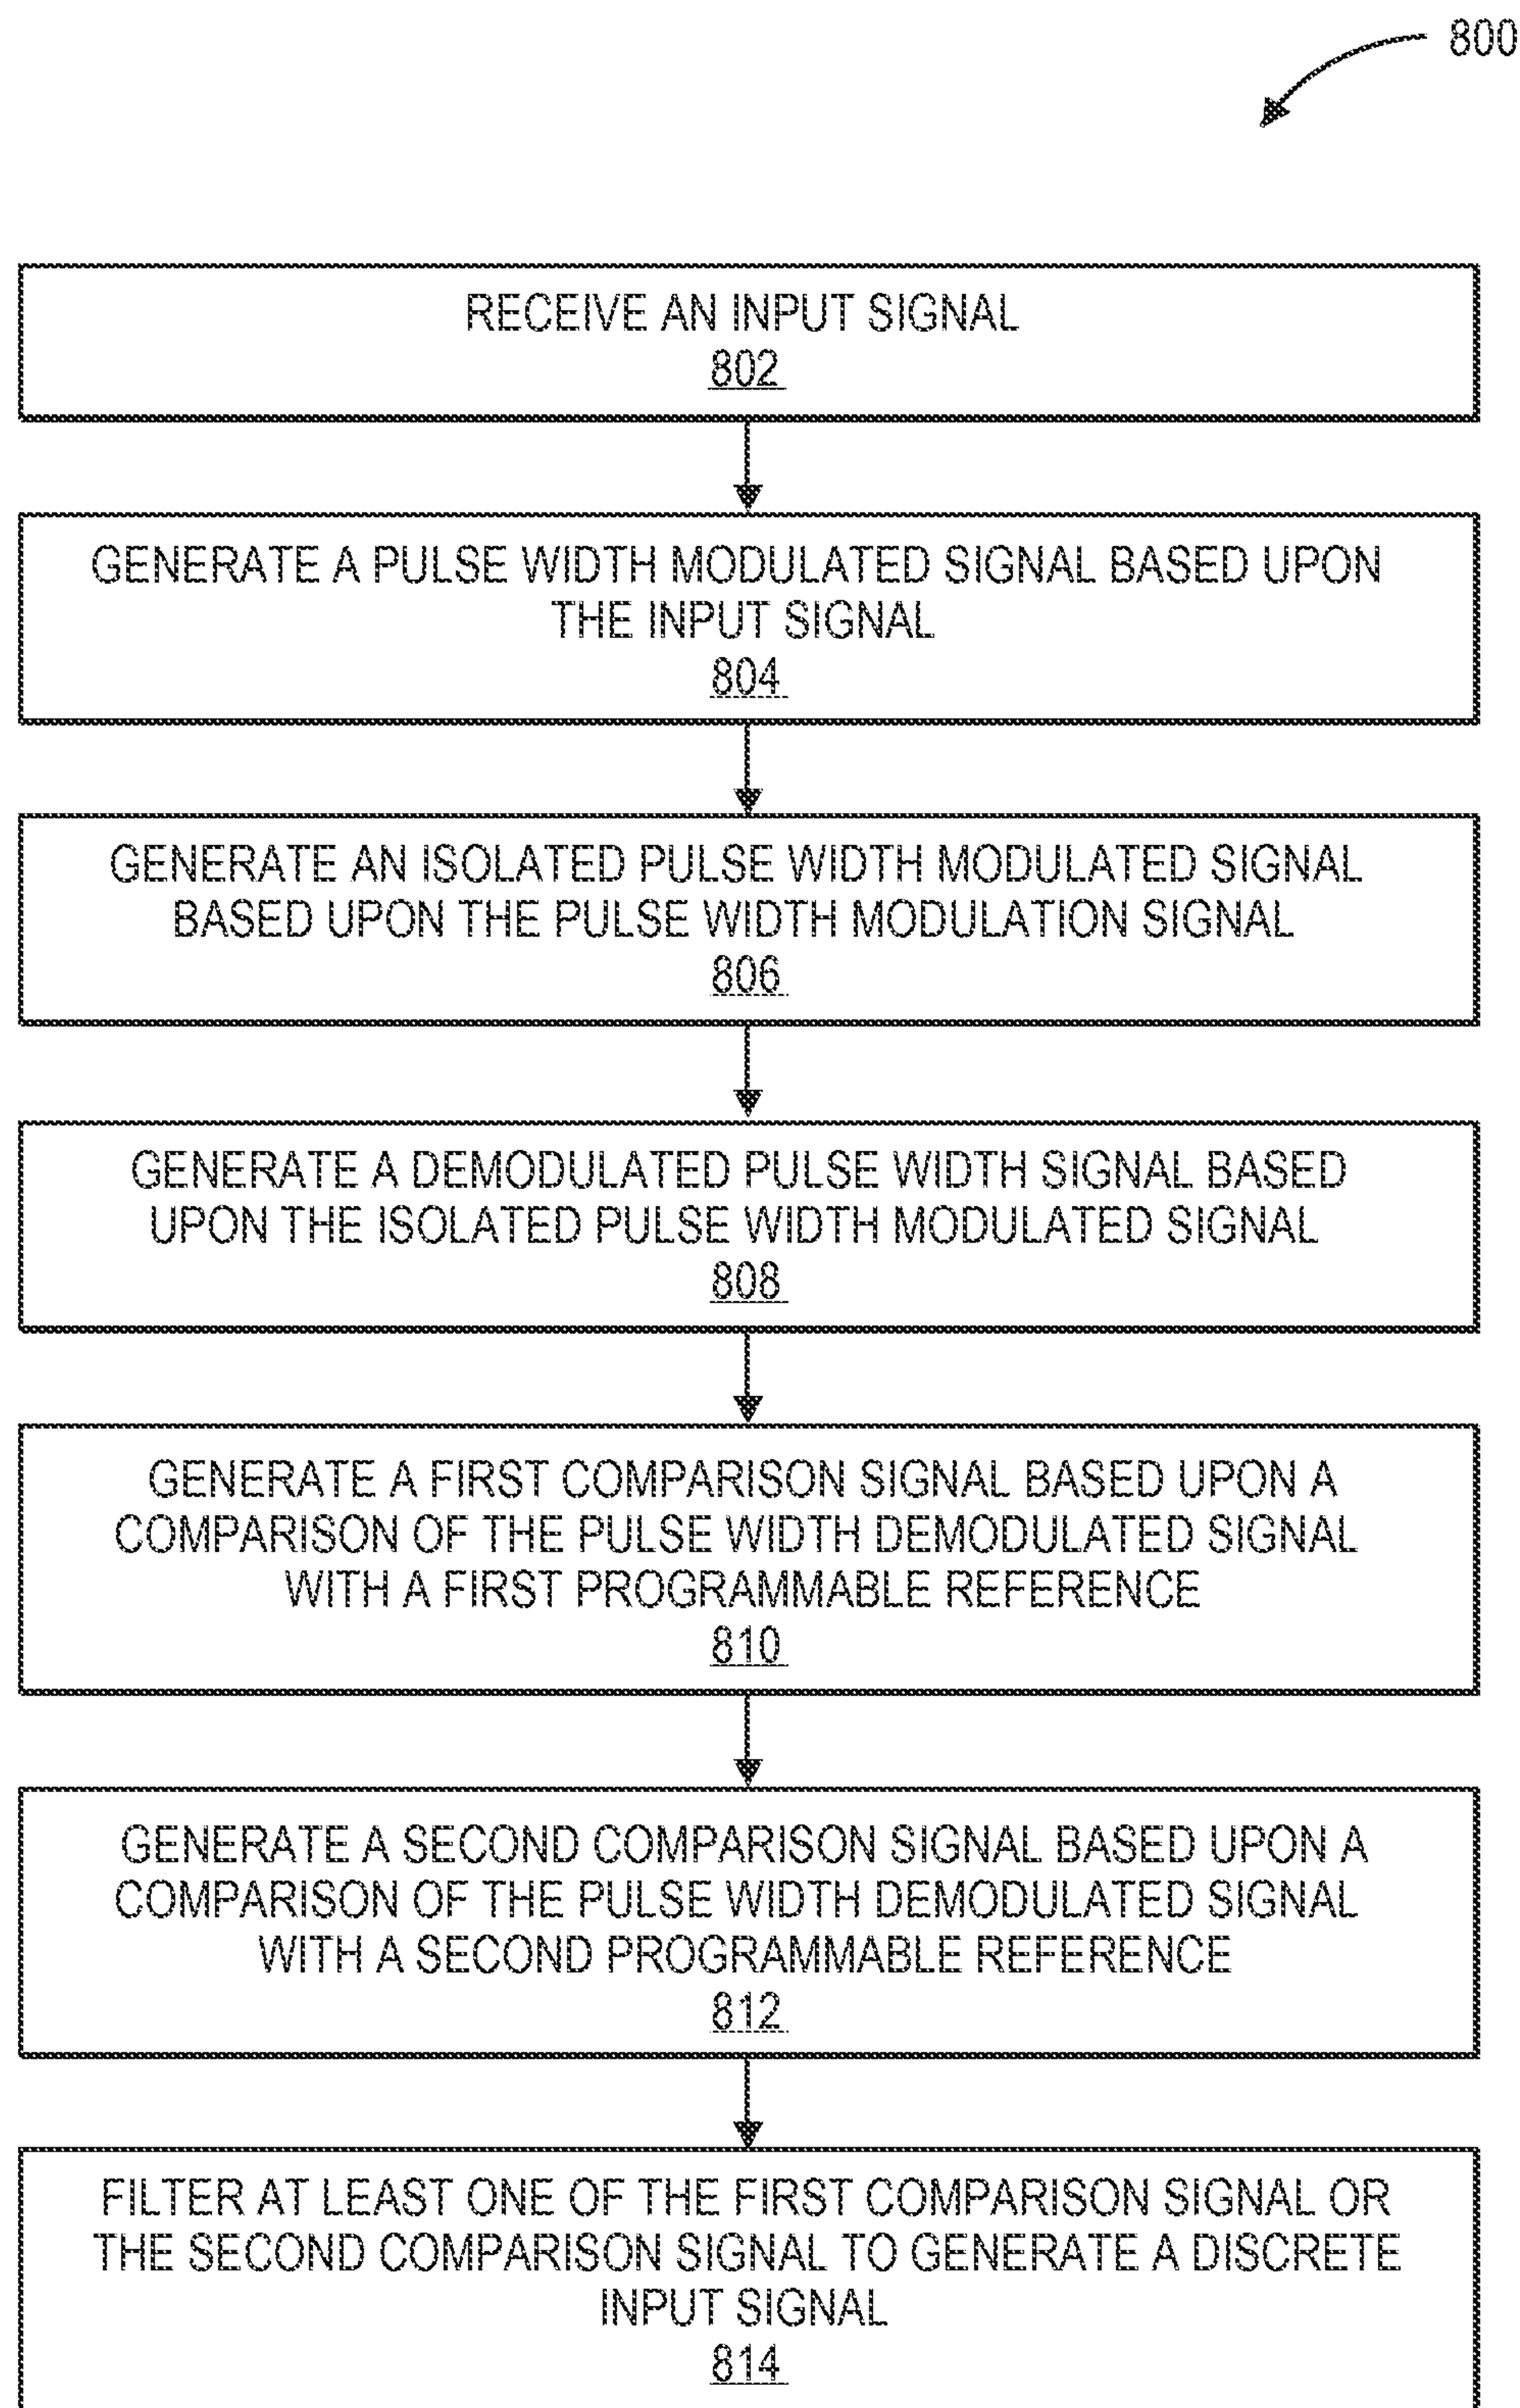 800
RECEIVE AN INPUT SIGNAL
802
GENERATE A PULSE WIDTH MODULATED SIGNAL BASED UPON
THE INPUT SIGNAL
804
GENERATE AN ISOLATED PULSE WIDTH MODULATED SIGNAL
BASED UPON THE PULSE WIDTH MODULATION SIGNAL
806
GENERATE A DEMODULATED PULSE WIDTH SIGNAL BASED
UPON THE ISOLATED PULSE WIDTH MODULATED SIGNAL
808
GENERATE A FIRST COMPARISON SIGNAL BASED UPON A
COMPARISON OF THE PULSE WIDTH DEMODULATED SIGNAL
WITH A FIRST PROGRAMMABLE REFERENCE
810
GENERATE A SECOND COMPARISON SIGNAL BASED UPON A
COMPARISON OF THE PULSE WIDTH DEMODULATED SIGNAL
WITH A SECOND PROGRAMMABLE REFERENCE
812
FILTER AT LEAST ONE OF THE FIRST COMPARISON SIGNAL OR
THE SECOND COMPARISON SIGNAL TO GENERATE A DISCRETE
INPUT SIGNAL
814